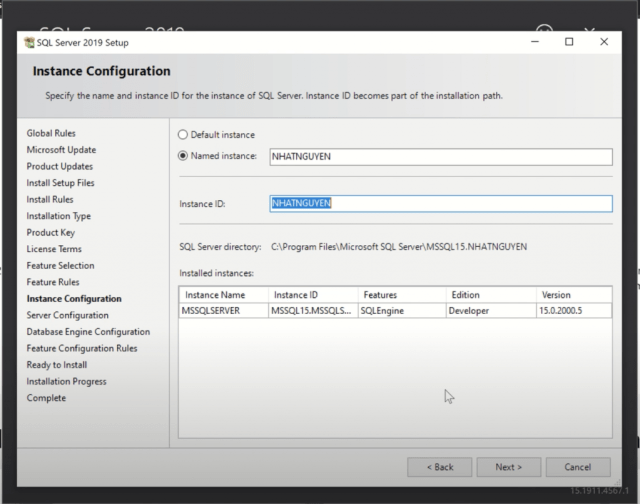 SQL Server 2019
SQL Server 2019 Setup
Instance Configuration
Specify the name and instance ID for the instance of SQL Server. Instance ID becomes part of the installation path.
Global Rules
Microsoft Update
Product Updates
Install Setup Files
Install Rules
Installation Type
Product Key
License Terms
Feature Selection
Feature Rules
Instance Configuration
Server Configuration
Database Engine Configuration
Feature Configuration Rules
Ready to Install
Installation Progress
Complete
Default instance
Named instance: NHATNGUYEN
Instance ID: NHATNGUYEN
SQL Server directory: C:\Program Files\Microsoft SQL Server\MSSQL15.NHATNGUYEN
Installed instances:
Instance Name Instance ID Features Edition Version
MSSQLSERVER MSSQL15.MSSQLS... SQLEngine Developer 15.0.2000.5
< Back Next > Cancel
15.1911.4567.1